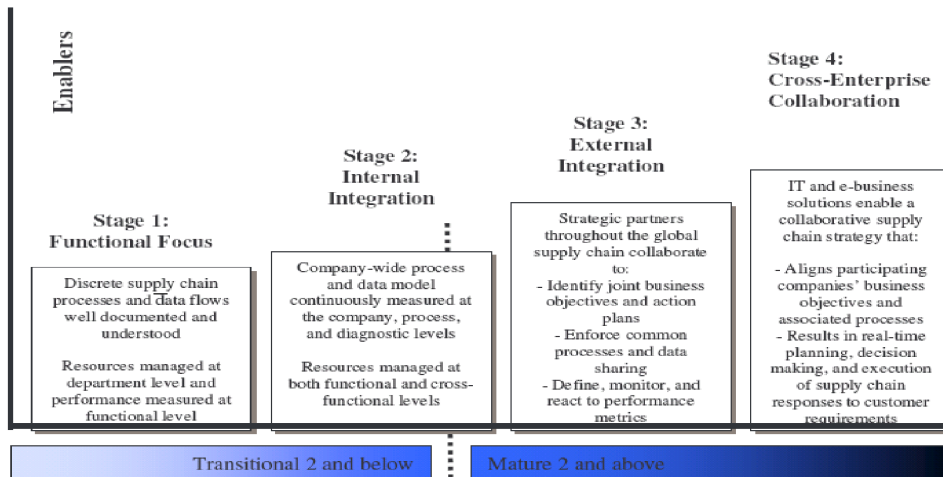 Enablers
Stage 1:
Functional Focus
Discrete supply chain
processes and data flows
well documented and
understood
Resources managed at
department level and
performance measured at
functional level
Stage 2:
Internal
Integration
Company-wide process
and data model
continuously measured at
the company, process,
and diagnostic levels
Resources managed at
both functional and cross-
functional levels
Stage 3:
External
Integration
Strategic partners
throughout the global
supply chain collaborate
to:
- Identify joint business
objectives and action
plans
- Enforce common
processes and data
sharing
- Define, monitor, and
react to performance
metrics
Stage 4:
Cross-Enterprise
Collaboration
IT and e-business
solutions enable a
collaborative supply
chain strategy that:
- Aligns participating
companies' business
objectives and
associated processes
- Results in real-time
planning, decision
making, and execution
of supply chain
responses to customer
requirements
Transitional 2 and below
Mature 2 and above